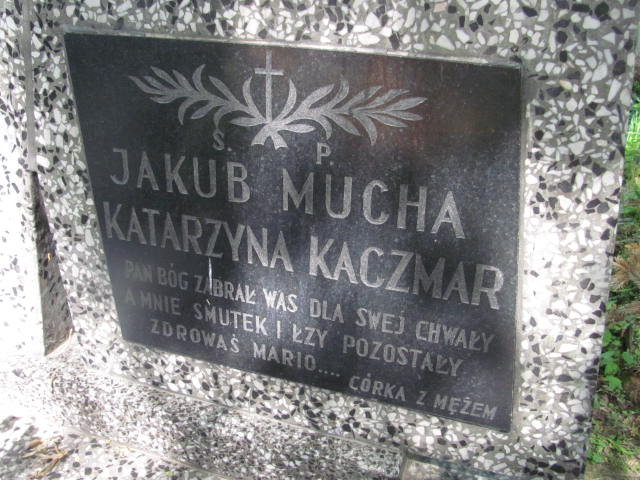 Ś. P.
JAKUB MUCHA
KATARZYNA KACZMAR
PAN BÓG ZABRAŁ WAS DLA SWEJ CHWAŁY
A MNIE SMUTEK I ŁZY POZOSTAŁY
ZDROWAŚ MARIO....
CÓRKA Z MĘŻEM